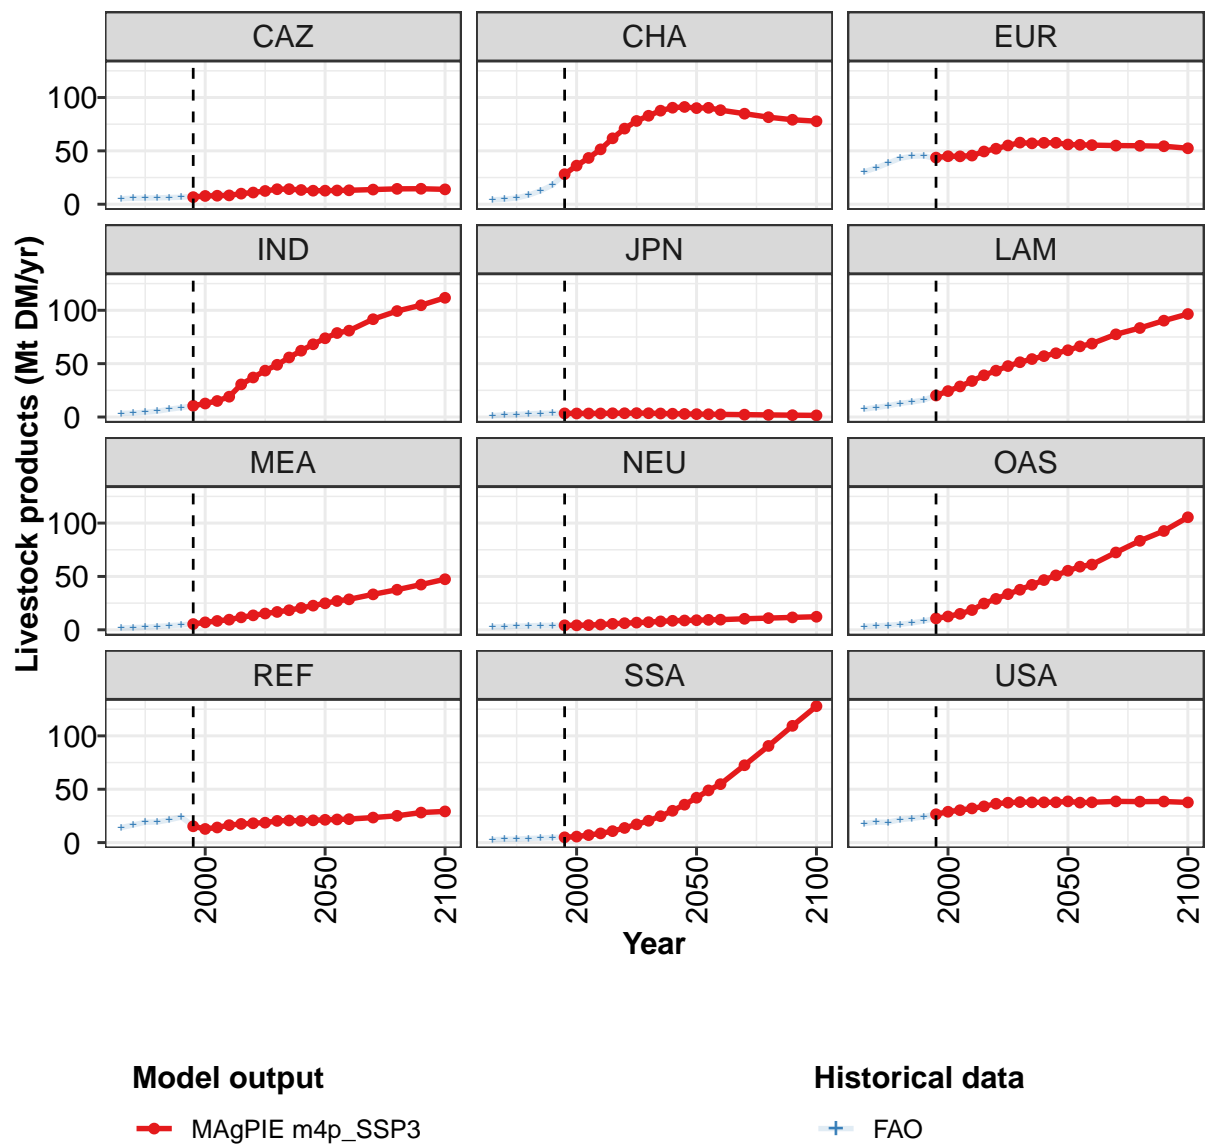 CAZ CHA EUR
100
50
0
IND JPN LAM
100
50
0
MEA NEU OAS
100
50
0
REF SSA USA
100
50
0
2000 2050 2100 2000 2050 2100 2000 2050 2100
Livestock products (Mt DM/yr)
Year
Model output Historical data
MAgPIE m4p_SSP3 FAO